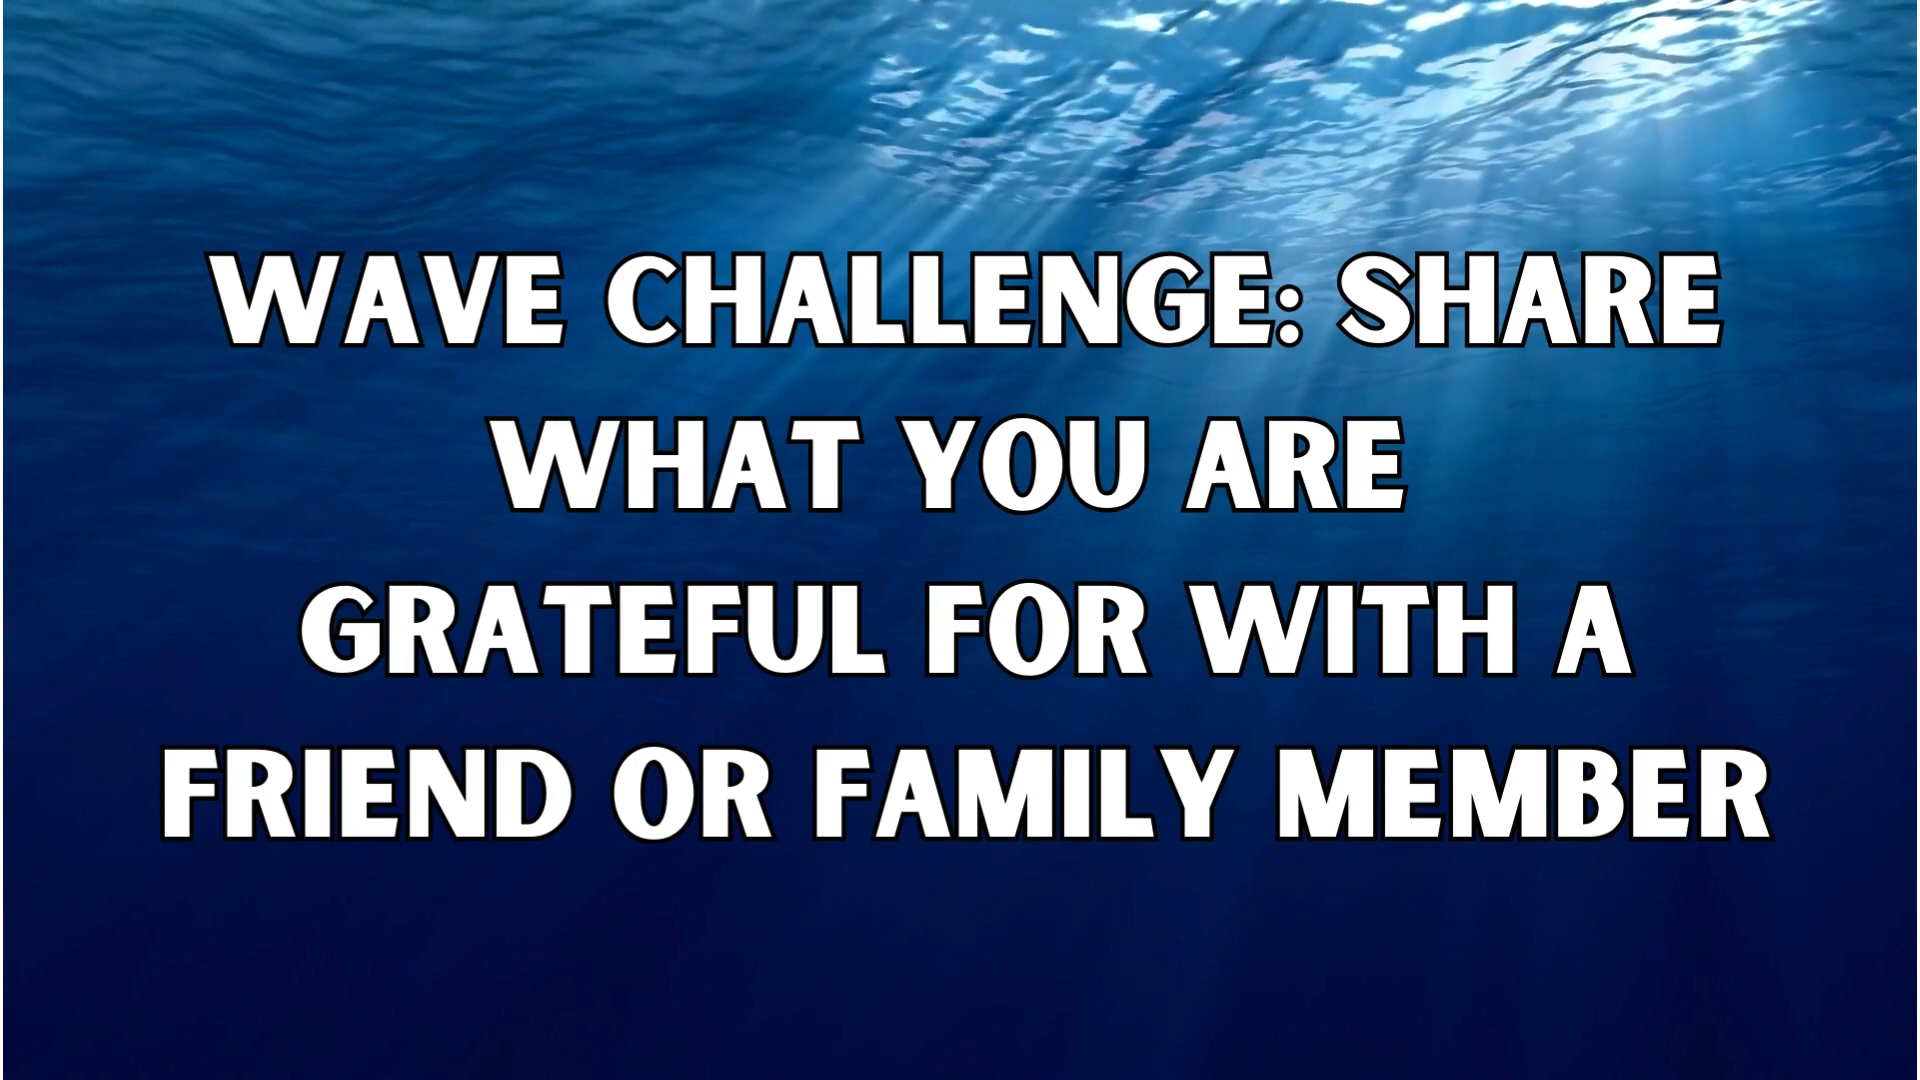 WAVE CHALLENGE: SHARE
WHAT YOU ARE
GRATEFUL FOR WITH A
FRIEND OR FAMILY MEMBER